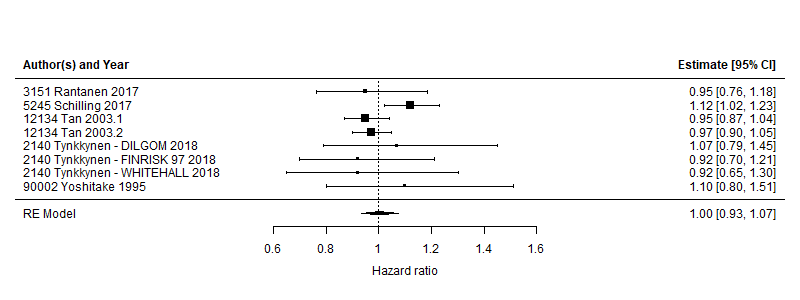 Author(s) and Year Estimate [95% CI]
3151 Rantanen 2017 0.95 [0.76, 1.18]
5245 Schilling 2017 1.12 [1.02, 1.23]
12134 Tan 2003.1 0.95 [0.87, 1.04]
12134 Tan 2003.2 0.97 [0.90, 1.05]
2140 Tynkkynen - DILGOM 2018 1.07 [0.79, 1.45]
2140 Tynkkynen - FINRISK 97 2018 0.92 [0.70, 1.21]
2140 Tynkkynen - WHITEHALL 2018 0.92 [0.65, 1.30]
90002 Yoshitake 1995 1.10 [0.80, 1.51]
RE Model 1.00 [0.93, 1.07]
0.6 0.8 1 1.2 1.4 1.6
Hazard ratio